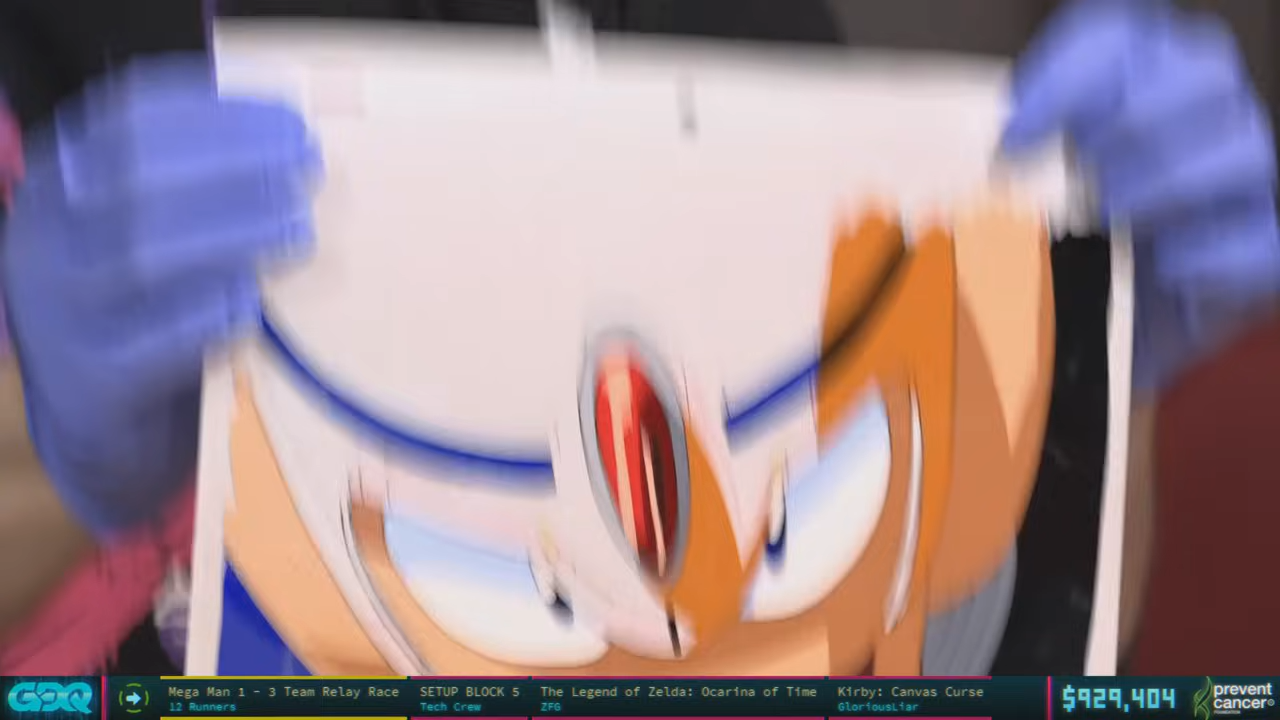 GDQ
Mega Man 1 - 3 Team Relay Race
12 Runners
SETUP BLOCK 5
Tech Crew
The Legend of Zelda: Ocarina of Time
ZFG
Kirby: Canvas Curse
GloriousLiar
$929,404
prevent
cancer